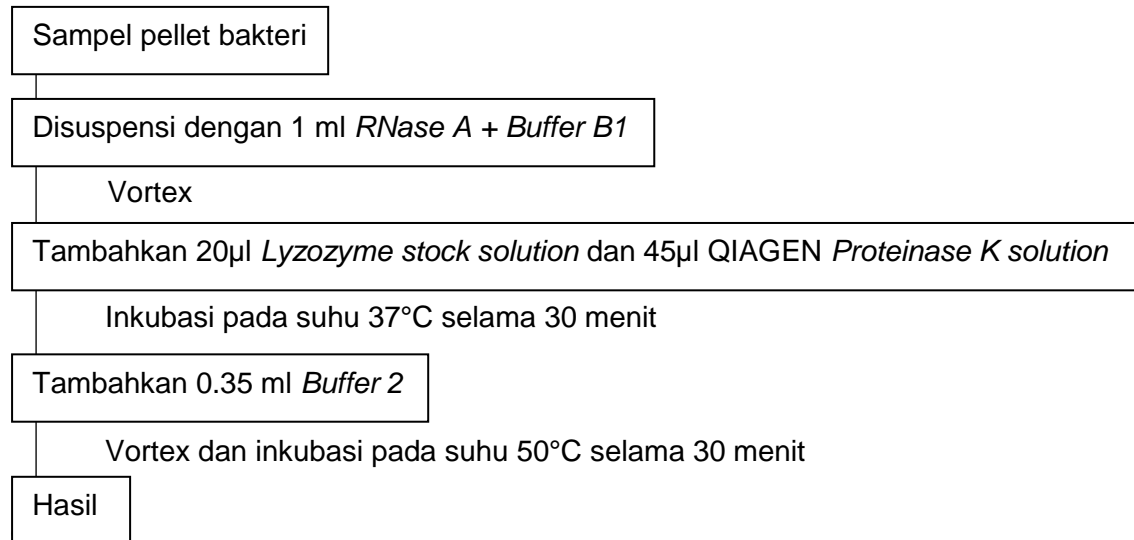 Sampel pellet bakteri
Disuspensi dengan 1 ml RNase A + Buffer B1
Vortex
Tambahkan 20µl Lyzozyme stock solution dan 45µl QIAGEN Proteinase K solution
Inkubasi pada suhu 37°C selama 30 menit
Tambahkan 0.35 ml Buffer 2
Vortex dan inkubasi pada suhu 50°C selama 30 menit
Hasil